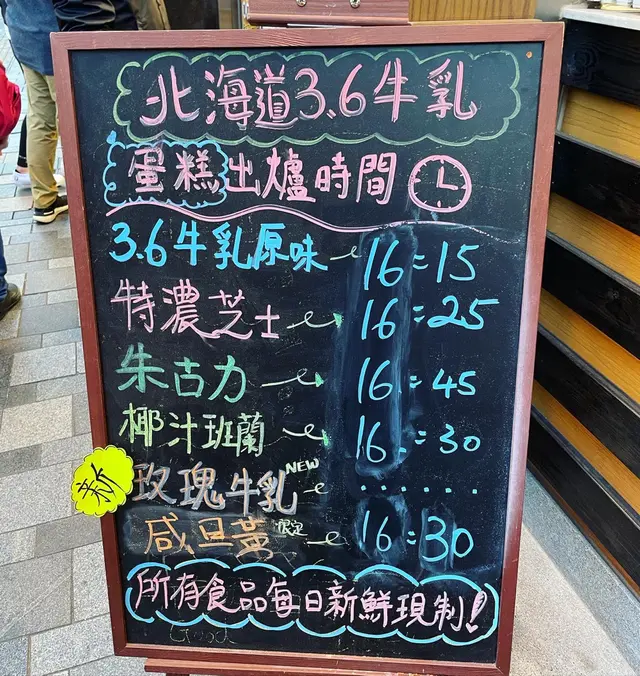 北海道3.6牛乳
蛋糕出爐時間
3.6牛乳原味 16:15
特濃芝士 16:25
朱古力 16:45
椰汁班蘭 16:30
新 玫瑰牛乳 NEW ......
咸旦黃 限定 16:30
所有食品每日新鮮現制!
Good